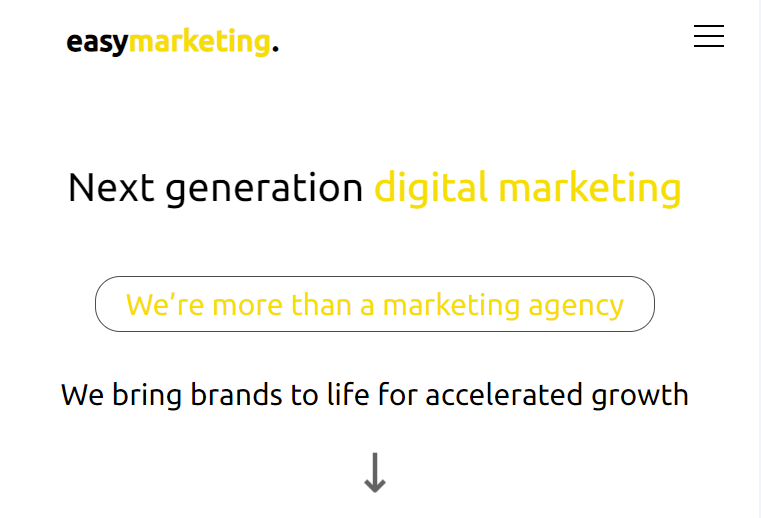 easymarketing.
Next generation digital marketing
We’re more than a marketing agency
We bring brands to life for accelerated growth